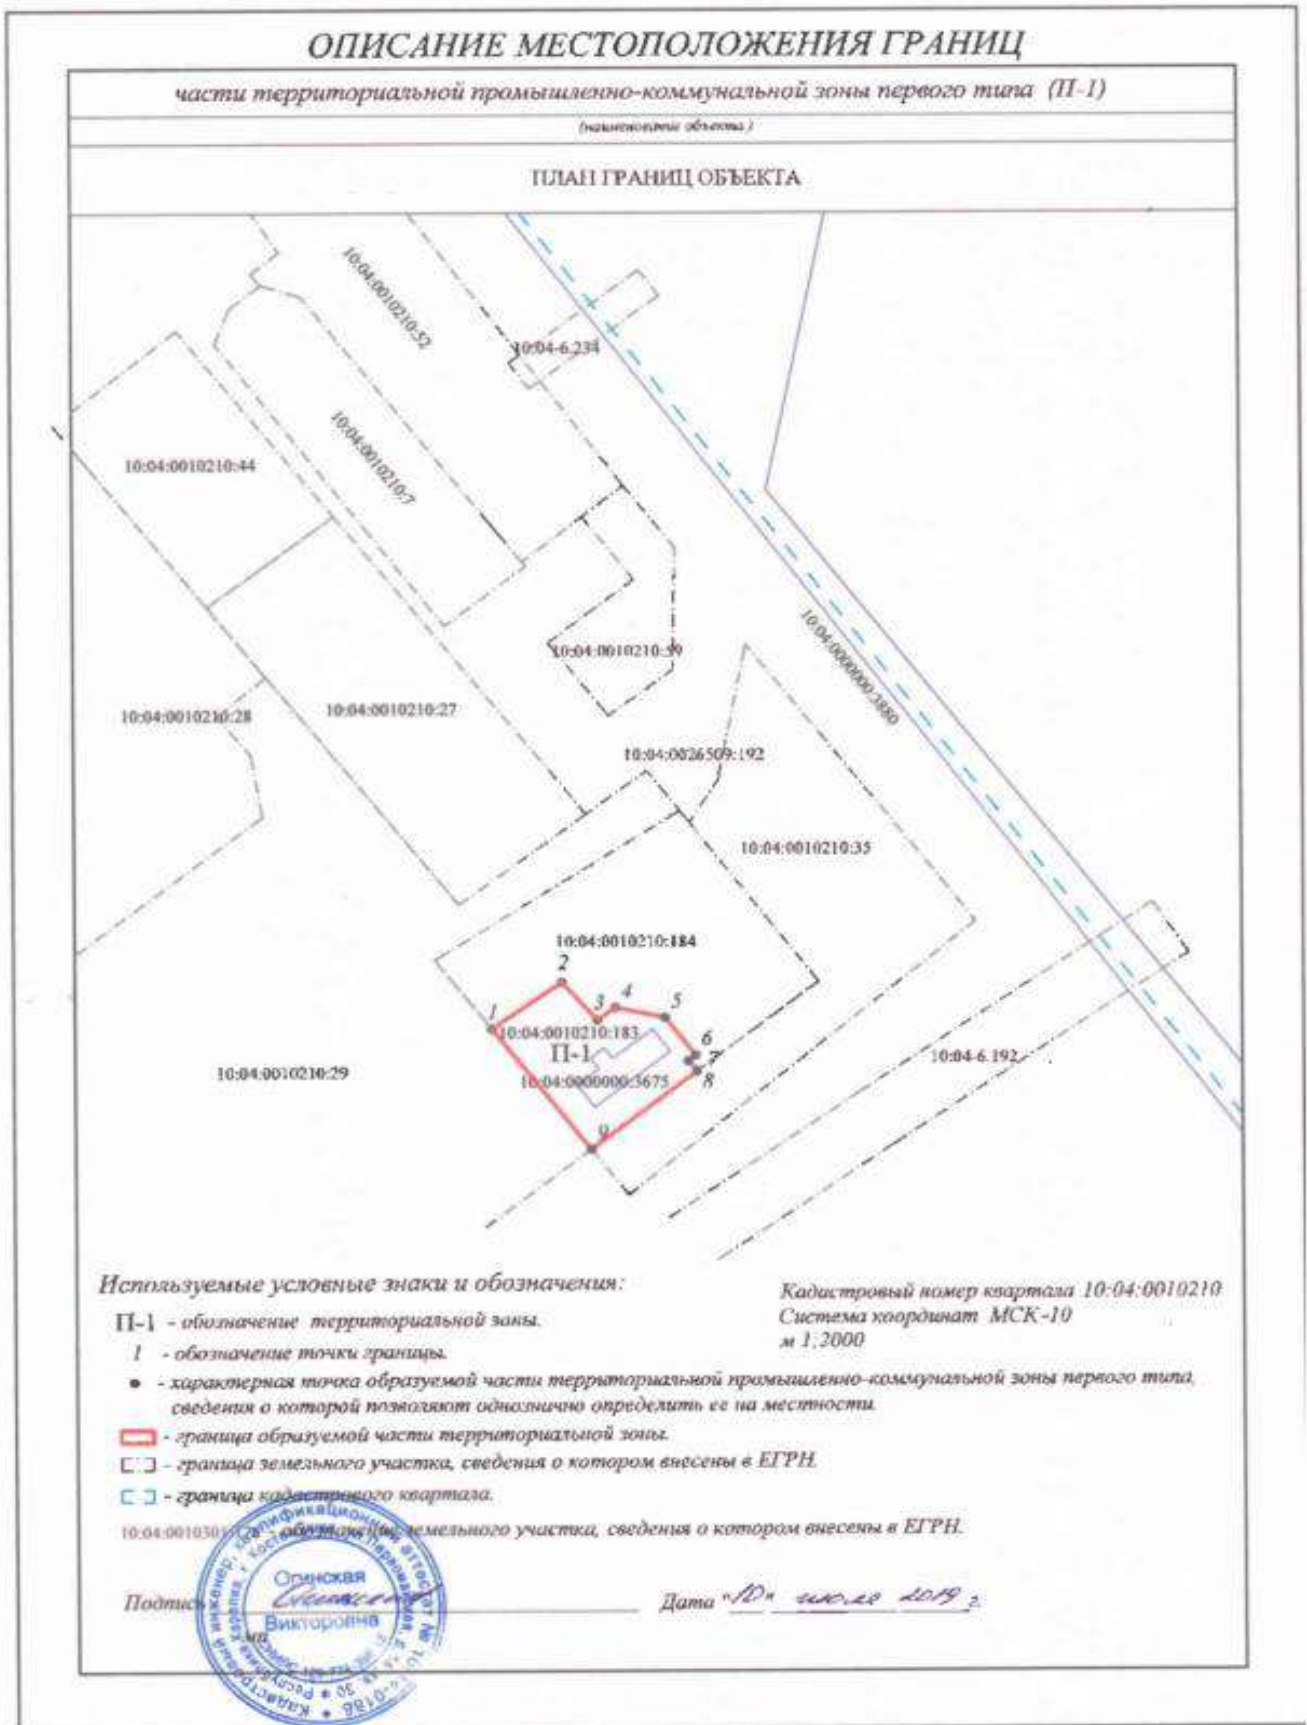 ОПИСАНИЕ МЕСТОПОЛОЖЕНИЯ ГРАНИЦ
части территориальной промышленно-коммунальной зоны первого типа (П-1)
(наименование объекта)
ПЛАН ГРАНИЦ ОБЪЕКТА
10:04:0010210:52
10:04-6.234
10:04:0010210:7
10:04:0010210:44
10:04:0010210:39
10:04:0000000:3880
10:04:0010210:28
10:04:0010210:27
10:04:0026509:192
10:04:0010210:35
10:04:0010210:184
2
1
3
4
5
10:04:0010210:183
6
П-1
7
10:04:0000000:3675
8
10:04:0010210:29
10:04-6.192
9
Используемые условные знаки и обозначения:
Кадастровый номер квартала 10:04:0010210
Система координат МСК-10
м 1:2000
П-1 - обозначение территориальной зоны.
1 - обозначение точки границы.
- характерная точка образуемой части территориальной промышленно-коммунальной зоны первого типа,
сведения о которой позволяют однозначно определить ее на местности.
- граница образуемой части территориальной зоны.
- граница земельного участка, сведения о котором внесены в ЕГРН.
- граница кадастрового квартала.
- обозначение земельного участка, сведения о котором внесены в ЕГРН.
Подпись
Дата "10" июля 2019 г.
Огинская
Викторовна
мп